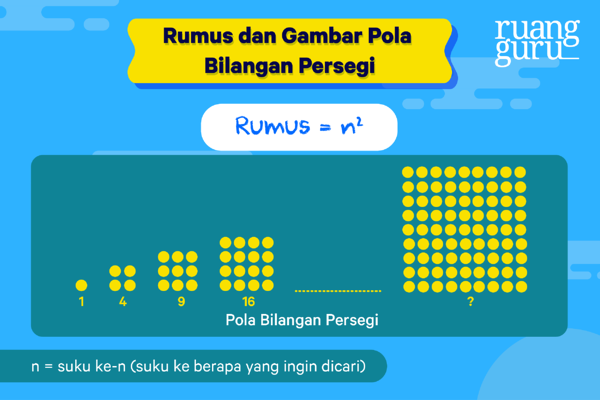 Rumus dan Gambar Pola
Bilangan Persegi
ruang
guru
Rumus = n²
1 4 9 16 ?
Pola Bilangan Persegi
n = suku ke-n (suku ke berapa yang ingin dicari)